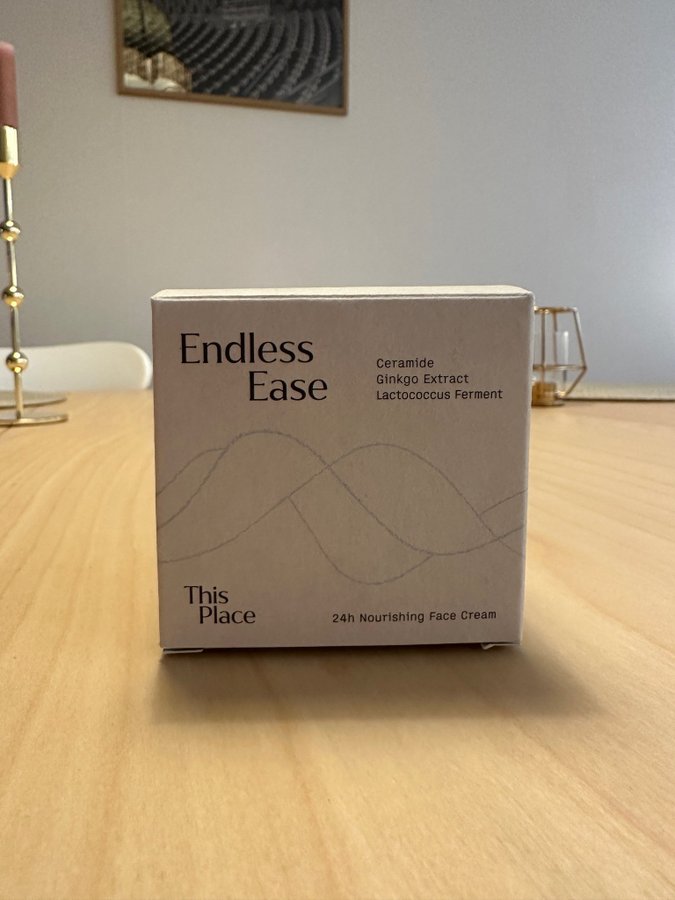 Endless
Ease
Ceramide
Ginkgo Extract
Lactococcus Ferment
This
Place
24h Nourishing Face Cream